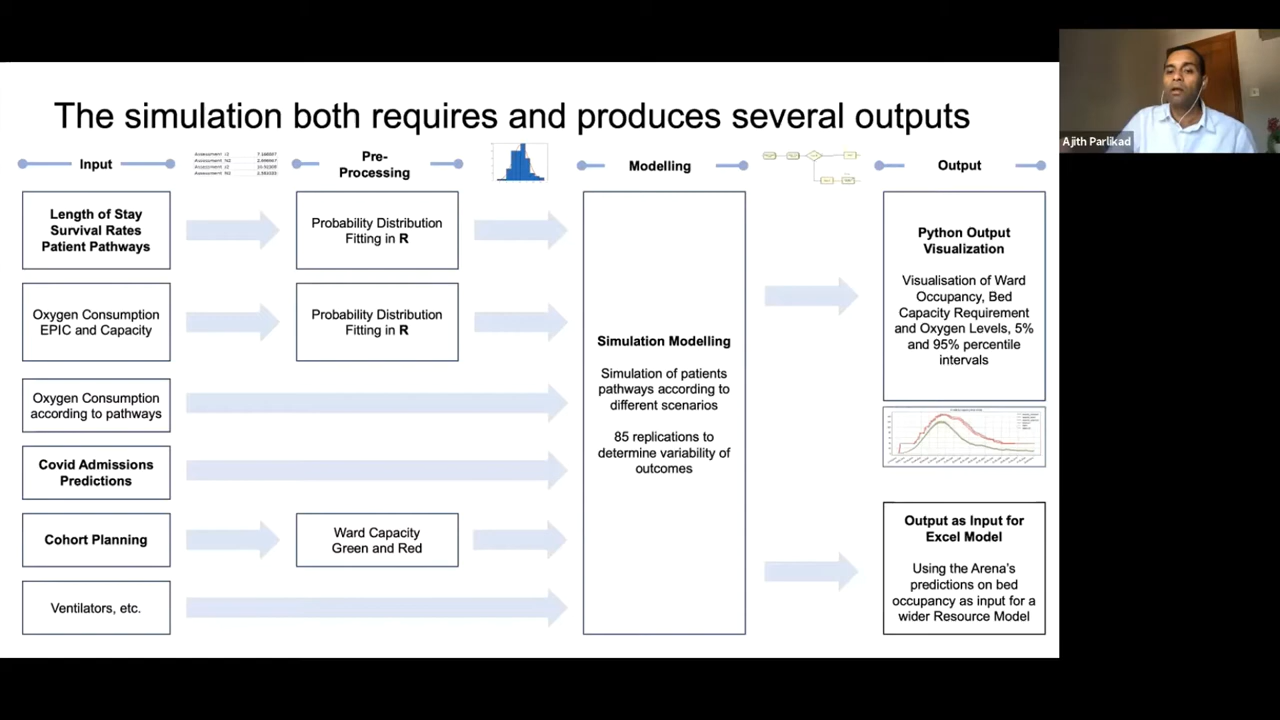 The simulation both requires and produces several outputs
Input
Pre-
Processing
Modelling
Output
Length of Stay
Survival Rates
Patient Pathways
Probability Distribution
Fitting in R
Oxygen Consumption
EPIC and Capacity
Probability Distribution
Fitting in R
Oxygen Consumption
according to pathways
Covid Admissions
Predictions
Cohort Planning
Ward Capacity
Green and Red
Ventilators, etc.
Simulation Modelling
Simulation of patients
pathways according to
different scenarios
85 replications to
determine variability of
outcomes
Python Output
Visualization
Visualisation of Ward
Occupancy, Bed
Capacity Requirement
and Oxygen Levels, 5%
and 95% percentile
intervals
Output as Input for
Excel Model
Using the Arena's
predictions on bed
occupancy as input for a
wider Resource Model
Ajith Parlikad